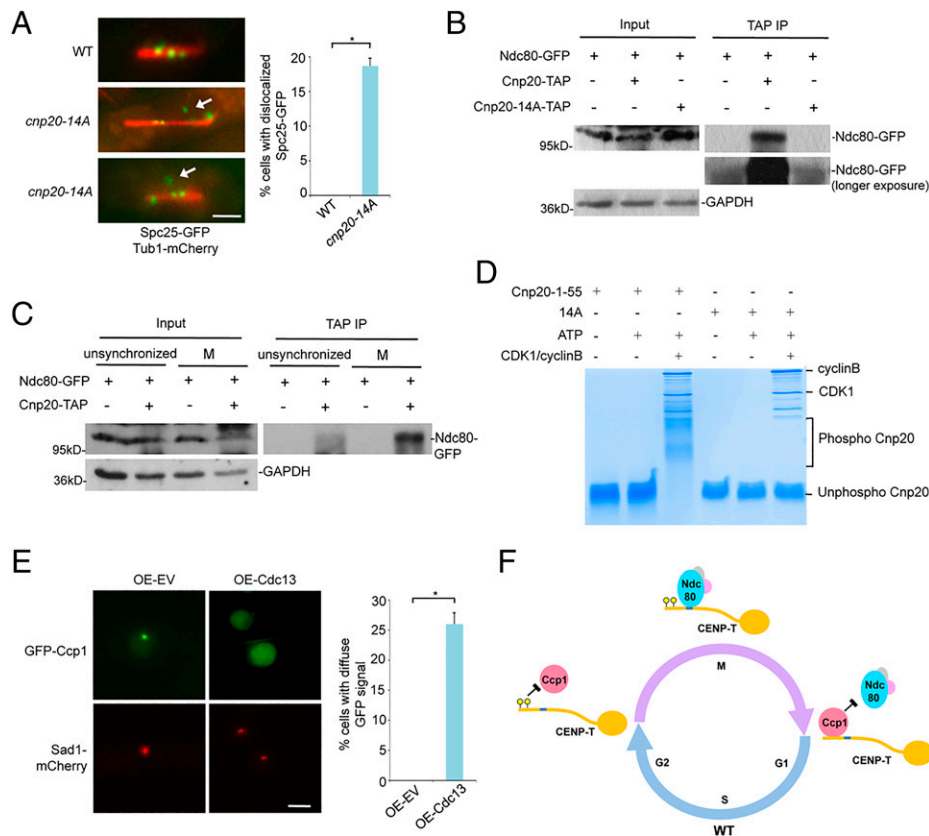 A
WT
cnp20-14A
cnp20-14A
Spc25-GFP
Tub1-mCherry
% cells with dislocalized
Spc25-GFP
20
15
10
5
0
*
WT
cnp20-14A
B
Input
TAP IP
Ndc80-GFP + + + + + +
Cnp20-TAP - + - - + -
Cnp20-14A-TAP - - + - - +
95kD-
-Ndc80-GFP
-Ndc80-GFP
(longer exposure)
36kD-
-GAPDH
C
Input
TAP IP
unsynchronized M unsynchronized M
Ndc80-GFP + + + + + + + +
Cnp20-TAP - + - + - + - +
95kD-
-Ndc80-
GFP
36kD-
-GAPDH
D
Cnp20-1-55 + + + - - -
14A - - - + + +
ATP - + + - + +
CDK1/cyclinB - - + - - +
cyclinB
CDK1
Phospho Cnp20
Unphospho Cnp20
E
OE-EV
OE-Cdc13
GFP-Ccp1
Sad1-
mCherry
% cells with diffuse
GFP signal
30
25
20
15
10
5
0
*
OE-EV
OE-Cdc13
F
Ndc
80
CENP-T
Ccp1
CENP-T
Ndc
80
Ccp1
CENP-T
M
G2
G1
S
WT